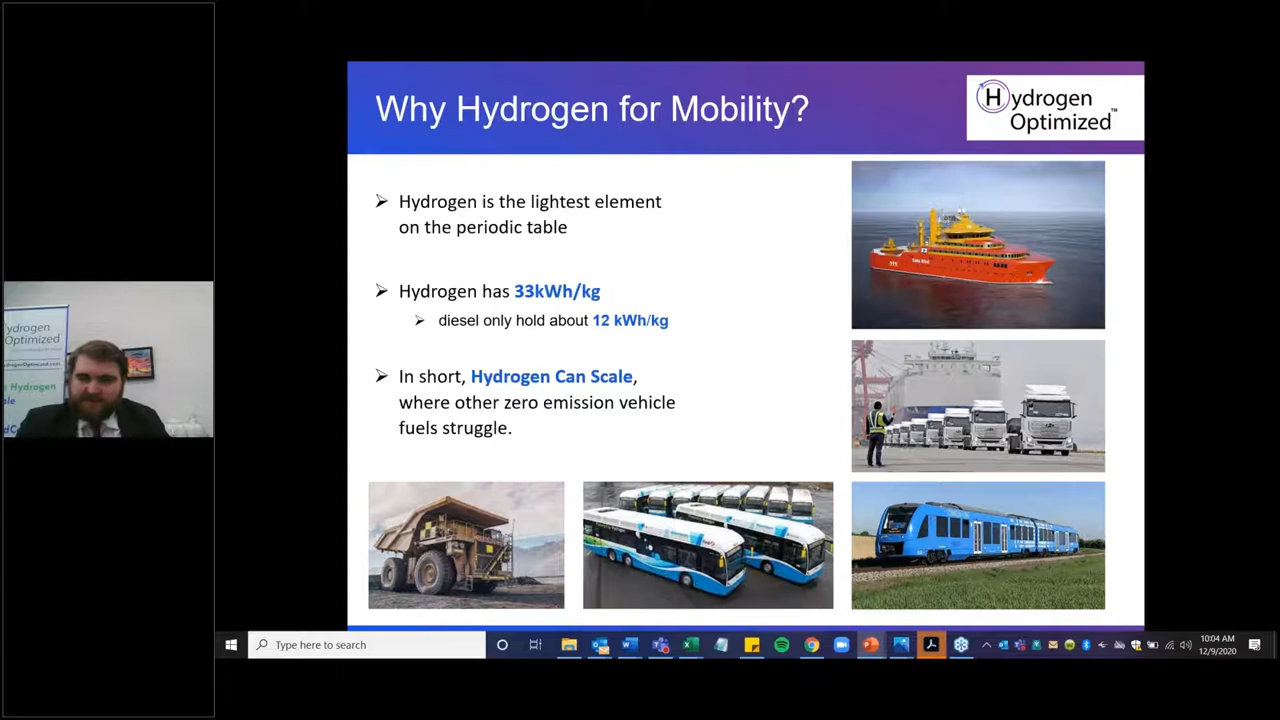 Why Hydrogen for Mobility?
Hydrogen
Optimized™
➢ Hydrogen is the lightest element
on the periodic table
➢ Hydrogen has 33kWh/kg
➢ diesel only hold about 12 kWh/kg
➢ In short, Hydrogen Can Scale,
where other zero emission vehicle
fuels struggle.
ydrogen
Optimized
Hydrogen
Type here to search
10:04 AM
12/9/2020